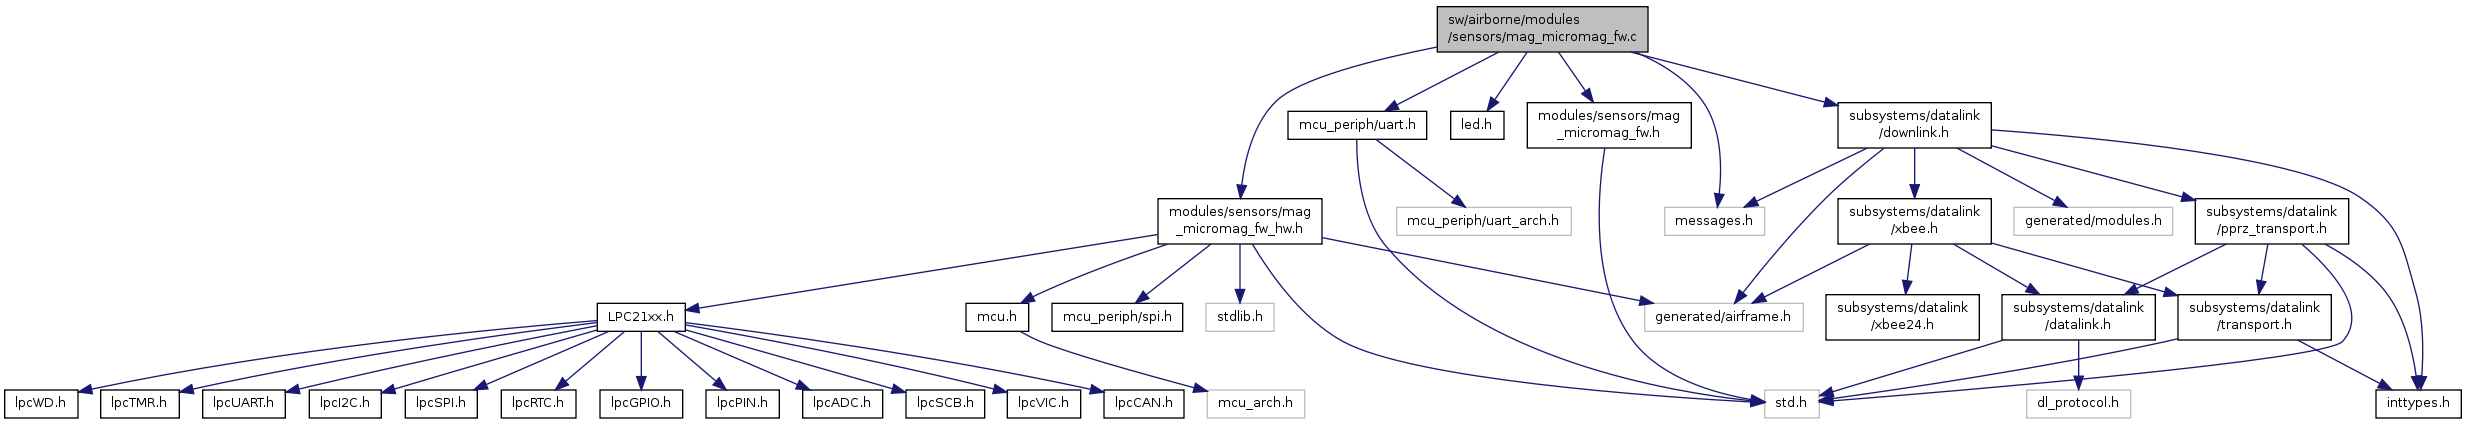 sw/airborne/modules
/sensors/mag_micromag_fw.c
mcu_periph/uart.h
led.h
modules/sensors/mag
_micromag_fw.h
subsystems/datalink
/downlink.h
modules/sensors/mag
_micromag_fw_hw.h
mcu_periph/uart_arch.h
messages.h
subsystems/datalink
/xbee.h
generated/modules.h
subsystems/datalink
/pprz_transport.h
LPC21xx.h
mcu.h
mcu_periph/spi.h
stdlib.h
generated/airframe.h
subsystems/datalink
/xbee24.h
subsystems/datalink
/datalink.h
subsystems/datalink
/transport.h
lpcWD.h
lpcTMR.h
lpcUART.h
lpcI2C.h
lpcSPI.h
lpcRTC.h
lpcGPIO.h
lpcPIN.h
lpcADC.h
lpcSCB.h
lpcVIC.h
lpcCAN.h
mcu_arch.h
std.h
dl_protocol.h
inttypes.h